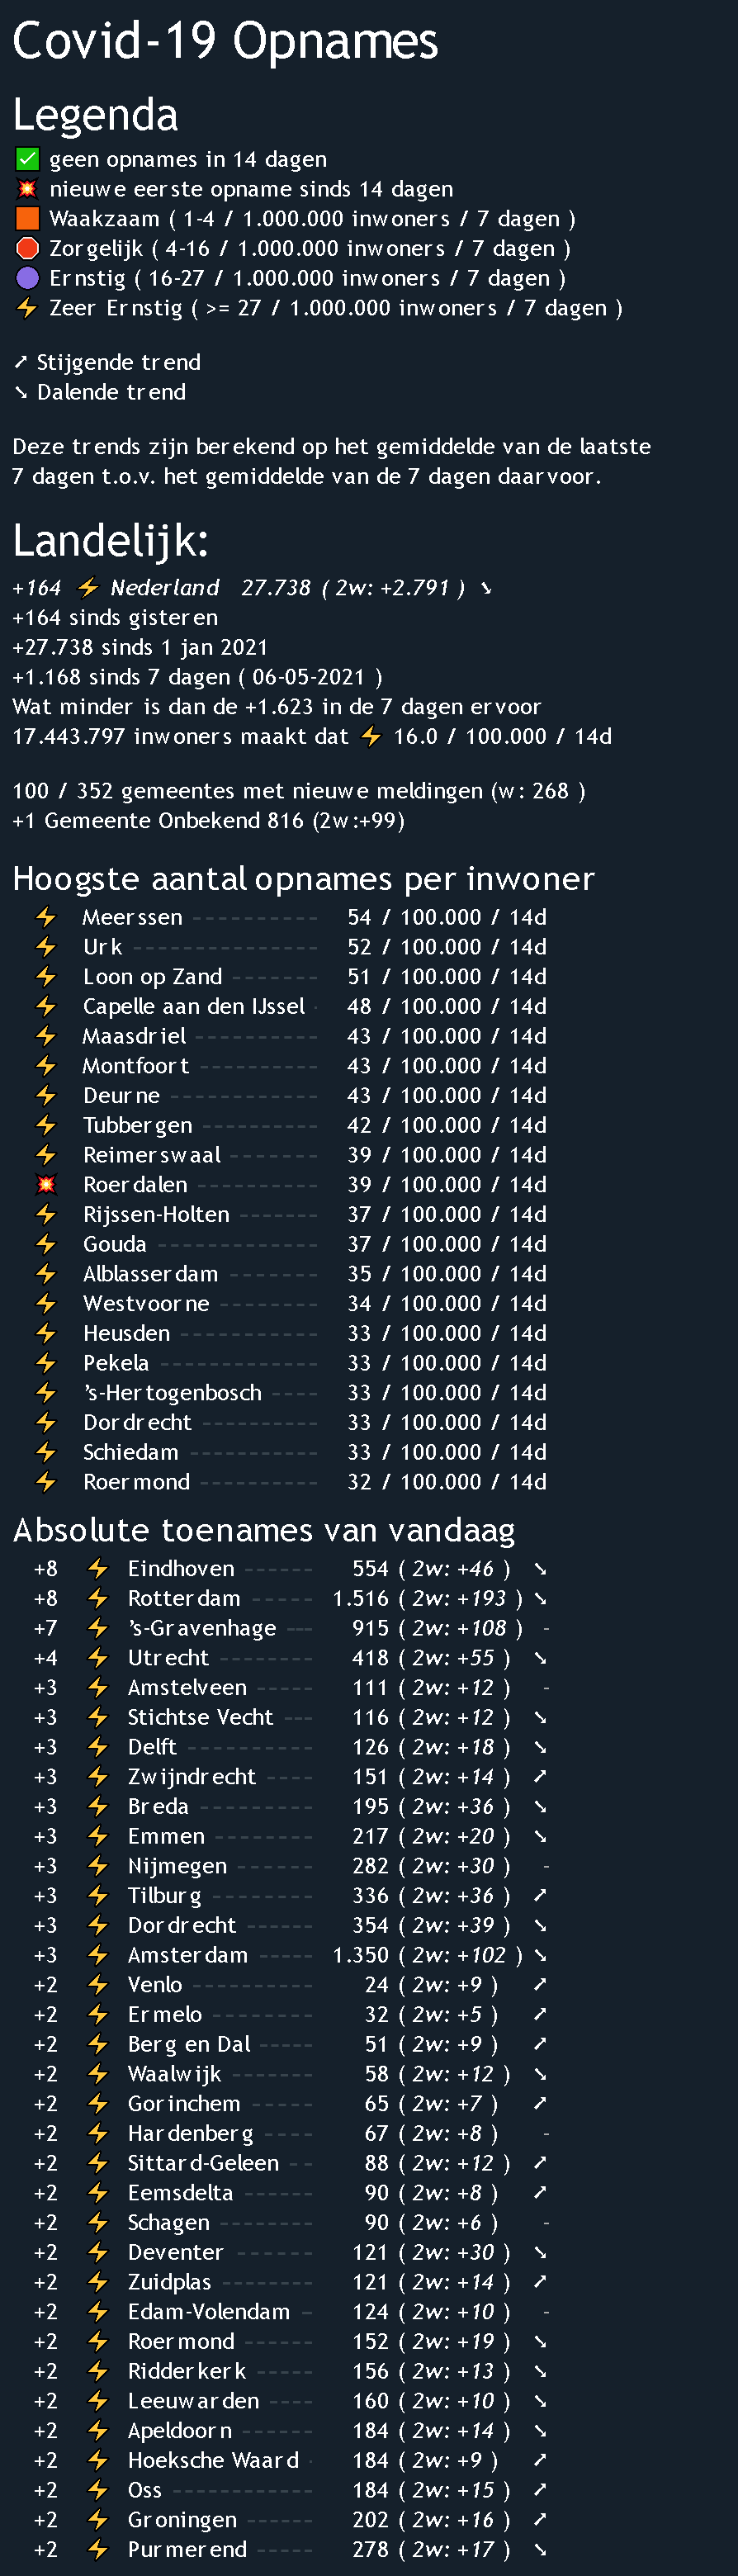 Covid-19 Opnames
Legenda
✅ geen opnames in 14 dagen
💥 nieuwe eerste opname sinds 14 dagen
🟧 Waakzaam ( 1-4 / 1.000.000 inwoners / 7 dagen )
🛑 Zorgelijk ( 4-16 / 1.000.000 inwoners / 7 dagen )
🟣 Ernstig ( 16-27 / 1.000.000 inwoners / 7 dagen )
⚡ Zeer Ernstig ( >= 27 / 1.000.000 inwoners / 7 dagen )
➚ Stijgende trend
➘ Dalende trend
Deze trends zijn berekend op het gemiddelde van de laatste
7 dagen t.o.v. het gemiddelde van de 7 dagen daarvoor.
Landelijk:
+164 ⚡ Nederland 27.738 ( 2w: +2.791 ) ➘
+164 sinds gisteren
+27.738 sinds 1 jan 2021
+1.168 sinds 7 dagen ( 06-05-2021 )
Wat minder is dan de +1.623 in de 7 dagen ervoor
17.443.797 inwoners maakt dat ⚡ 16.0 / 100.000 / 14d
100 / 352 gemeentes met nieuwe meldingen (w: 268 )
+1 Gemeente Onbekend 816 (2w:+99)
Hoogste aantal opnames per inwoner
⚡ Meerssen ---------- 54 / 100.000 / 14d
⚡ Urk --------------- 52 / 100.000 / 14d
⚡ Loon op Zand ------- 51 / 100.000 / 14d
⚡ Capelle aan den IJssel - 48 / 100.000 / 14d
⚡ Maasdriel ---------- 43 / 100.000 / 14d
⚡ Montfoort ---------- 43 / 100.000 / 14d
⚡ Deurne ------------ 43 / 100.000 / 14d
⚡ Tubbergen ---------- 42 / 100.000 / 14d
⚡ Reimerswaal ------- 39 / 100.000 / 14d
💥 Roerdalen ---------- 39 / 100.000 / 14d
⚡ Rijssen-Holten ------- 37 / 100.000 / 14d
⚡ Gouda ------------- 37 / 100.000 / 14d
⚡ Alblasserdam ------- 35 / 100.000 / 14d
⚡ Westvoorne -------- 34 / 100.000 / 14d
⚡ Heusden ----------- 33 / 100.000 / 14d
⚡ Pekela ------------- 33 / 100.000 / 14d
⚡ 's-Hertogenbosch ---- 33 / 100.000 / 14d
⚡ Dordrecht ---------- 33 / 100.000 / 14d
⚡ Schiedam ----------- 33 / 100.000 / 14d
⚡ Roermond ---------- 32 / 100.000 / 14d
Absolute toenames van vandaag
+8 ⚡ Eindhoven ------ 554 ( 2w: +46 ) ➘
+8 ⚡ Rotterdam ----- 1.516 ( 2w: +193 ) ➘
+7 ⚡ 's-Gravenhage --- 915 ( 2w: +108 ) -
+4 ⚡ Utrecht -------- 418 ( 2w: +55 ) ➘
+3 ⚡ Amstelveen ----- 111 ( 2w: +12 ) -
+3 ⚡ Stichtse Vecht --- 116 ( 2w: +12 ) ➘
+3 ⚡ Delft ---------- 126 ( 2w: +18 ) ➘
+3 ⚡ Zwijndrecht ----- 151 ( 2w: +14 ) ➚
+3 ⚡ Breda --------- 195 ( 2w: +36 ) ➘
+3 ⚡ Emmen -------- 217 ( 2w: +20 ) ➘
+3 ⚡ Nijmegen ------- 282 ( 2w: +30 ) -
+3 ⚡ Tilburg --------- 336 ( 2w: +36 ) ➚
+3 ⚡ Dordrecht ------ 354 ( 2w: +39 ) ➘
+3 ⚡ Amsterdam ----- 1.350 ( 2w: +102 ) ➘
+2 ⚡ Venlo ---------- 24 ( 2w: +9 ) ➚
+2 ⚡ Ermelo --------- 32 ( 2w: +5 ) ➚
+2 ⚡ Berg en Dal ----- 51 ( 2w: +9 ) ➚
+2 ⚡ Waalwijk ------- 58 ( 2w: +12 ) ➘
+2 ⚡ Gorinchem ----- 65 ( 2w: +7 ) ➚
+2 ⚡ Hardenberg ----- 67 ( 2w: +8 ) -
+2 ⚡ Sittard-Geleen -- 88 ( 2w: +12 ) ➚
+2 ⚡ Eemsdelta ------ 90 ( 2w: +8 ) ➚
+2 ⚡ Schagen -------- 90 ( 2w: +6 ) -
+2 ⚡ Deventer ------- 121 ( 2w: +30 ) ➘
+2 ⚡ Zuidplas -------- 121 ( 2w: +14 ) ➚
+2 ⚡ Edam-Volendam - 124 ( 2w: +10 ) -
+2 ⚡ Roermond ------ 152 ( 2w: +19 ) ➘
+2 ⚡ Ridderkerk ----- 156 ( 2w: +13 ) ➘
+2 ⚡ Leeuwarden ---- 160 ( 2w: +10 ) ➘
+2 ⚡ Apeldoorn ------ 184 ( 2w: +14 ) ➘
+2 ⚡ Hoeksche Waard - 184 ( 2w: +9 ) ➚
+2 ⚡ Oss ------------ 184 ( 2w: +15 ) ➚
+2 ⚡ Groningen ------ 202 ( 2w: +16 ) ➚
+2 ⚡ Purmerend ----- 278 ( 2w: +17 ) ➘